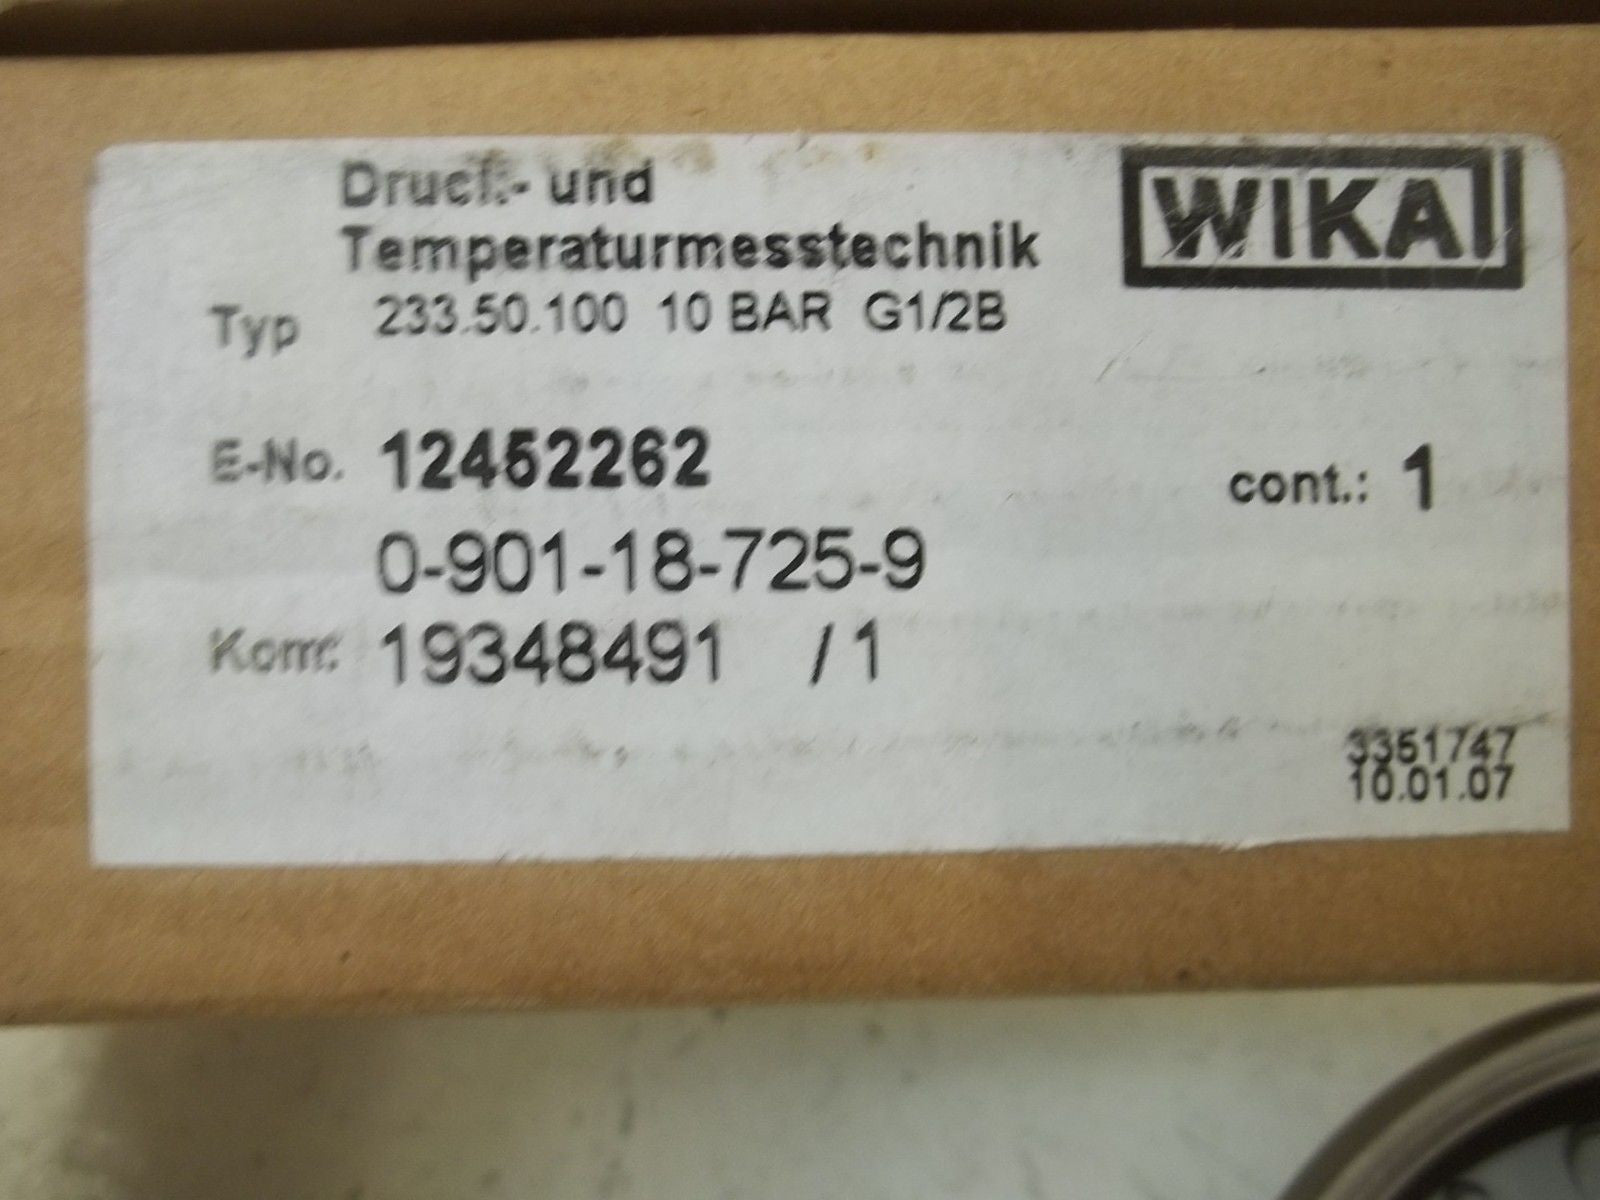 Druck- und
Temperaturmesstechnik
WIKA
Typ 233.50.100 10 BAR G1/2B
E-No. 12452262
cont.: 1
0-901-18-725-9
Kom: 19348491 /1
3351747
10.01.07